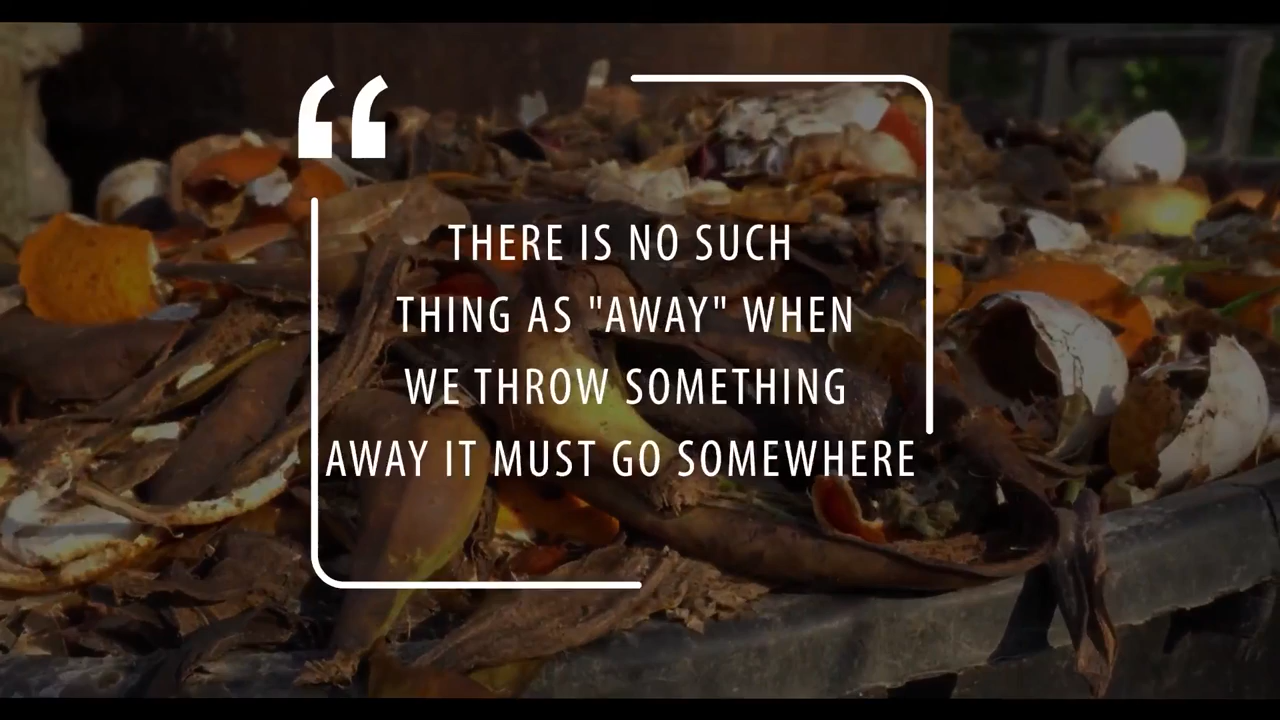 “
THERE IS NO SUCH
THING AS "AWAY" WHEN
WE THROW SOMETHING
AWAY IT MUST GO SOMEWHERE